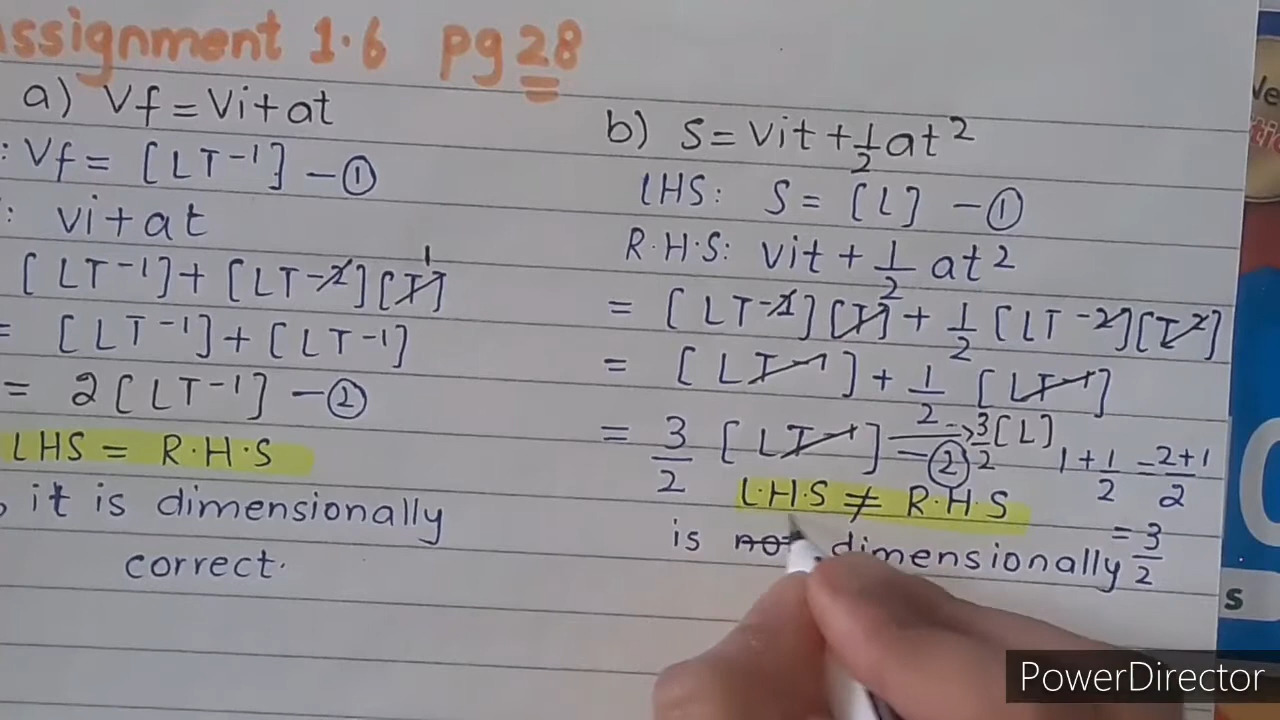 ssignment 1.6 pg 28
a) Vf = Vi + at
: Vf = [LT⁻¹] – ①
: vi + at
[LT⁻¹] + [LT⁻²][T] 1
= [LT⁻¹] + [LT⁻¹]
= 2[LT⁻¹] – ②
LHS = R.H.S
it is dimensionally
correct.
b) S = Vit + 1/2 at²
LHS: S = [L] – ①
R.H.S: Vit + 1/2 at²
= [LT⁻¹][T] + 1/2 [LT⁻²][T²]
= [LT⁻¹] + 1/2 [LT⁻¹]
= 3/2 [LT⁻¹] – ② → 3/2 [L]
1 + 1/2 = 2+1/2
= 3/2
L.H.S ≠ R.H.S
is not dimensionally
s
PowerDirector